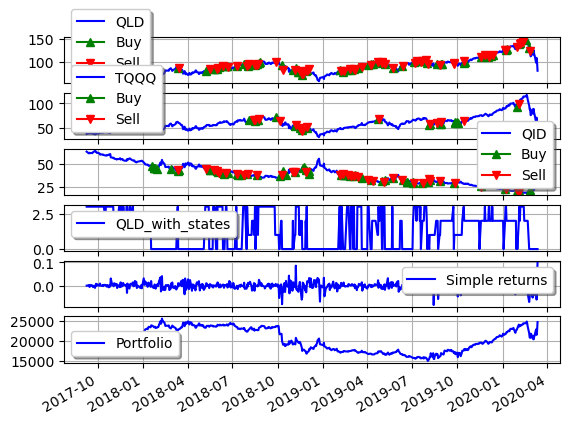 QLD
Buy
Sell
150
100
TQQQ
Buy
Sell
100
50
QID
Buy
Sell
50
25
QLD_with_states
2.5
0.0
Simple returns
0.1
0.0
Portfolio
25000
20000
15000
2017-10
2018-01
2018-04
2018-07
2018-10
2019-01
2019-04
2019-07
2019-10
2020-01
2020-04